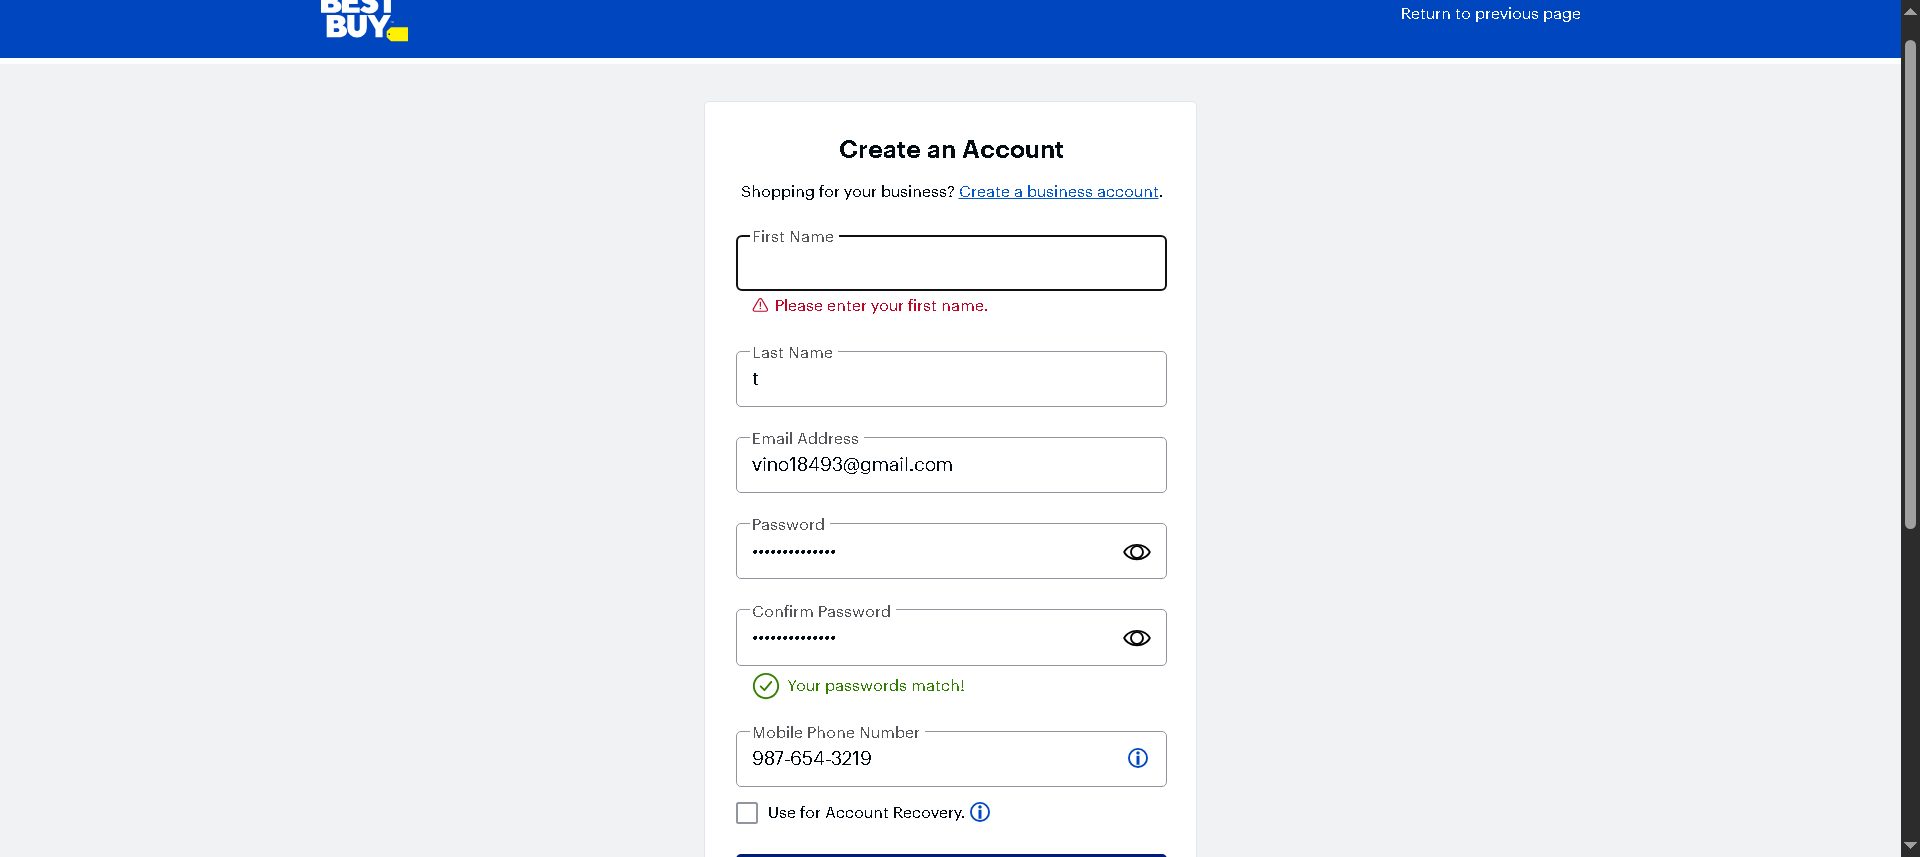 BEST
BUY
Return to previous page
Create an Account
Shopping for your business? Create a business account.
First Name
Please enter your first name.
Last Name
t
Email Address
vino18493@gmail.com
Password
••••••••••••••
Confirm Password
••••••••••••••
Your passwords match!
Mobile Phone Number
987-654-3219
Use for Account Recovery.